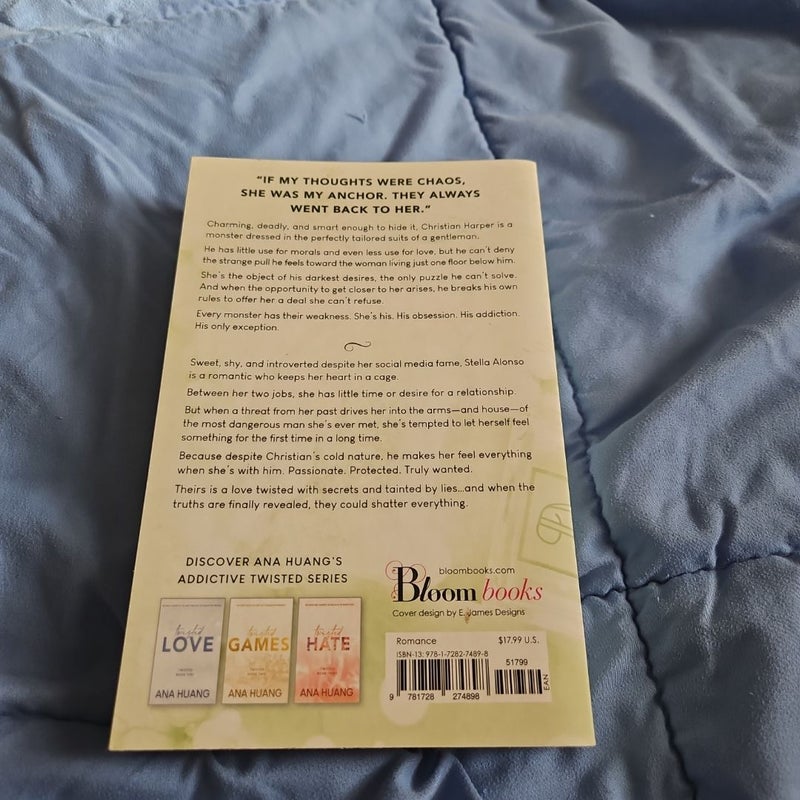 "IF MY THOUGHTS WERE CHAOS,
SHE WAS MY ANCHOR. THEY ALWAYS
WENT BACK TO HER."
Charming, deadly, and smart enough to hide it, Christian Harper is a
monster dressed in the perfectly tailored suits of a gentleman.
He has little use for morals and even less use for love, but he can't deny
the strange pull he feels toward the woman living just one floor below him.
She's the object of his darkest desires, the only puzzle he can't solve.
And when the opportunity to get closer to her arises, he breaks his own
rules to offer her a deal she can't refuse.
Every monster has their weakness. She's his. His obsession. His addiction.
His only exception.
Sweet, shy, and introverted despite her social media fame, Stella Alonso
is a romantic who keeps her heart in a cage.
Between her two jobs, she has little time or desire for a relationship.
But when a threat from her past drives her into the arms—and house—of
the most dangerous man she's ever met, she's tempted to let herself feel
something for the first time in a long time.
Because despite Christian's cold nature, he makes her feel everything
when she's with him. Passionate. Protected. Truly wanted.
Theirs is a love twisted with secrets and tainted by lies...and when the
truths are finally revealed, they could shatter everything.
DISCOVER ANA HUANG'S
ADDICTIVE TWISTED SERIES
twisted
LOVE
ANA HUANG
twisted
GAMES
ANA HUANG
twisted
HATE
ANA HUANG
bloombooks.com
Bloom books
Cover design by E. James Designs
Romance $17.99 U.S.
ISBN-13: 978-1-7282-7489-8
51799
EAN
9 781728 274898